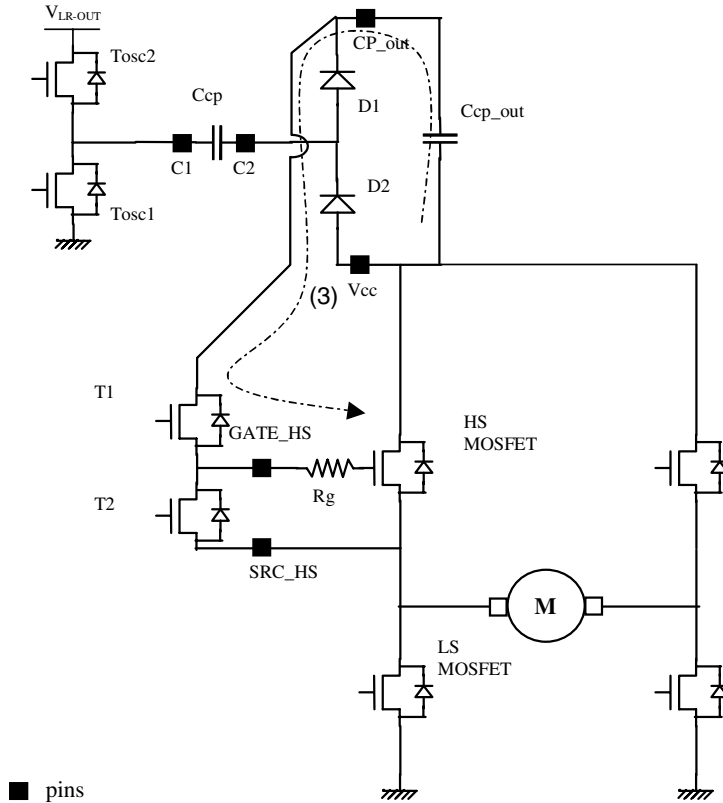 V_LR-OUT
Tosc2
CP_out
Ccp
D1
Ccp_out
C1
C2
D2
Tosc1
Vcc
(3)
T1
HS
MOSFET
GATE_HS
Rg
T2
SRC_HS
M
LS
MOSFET
pins